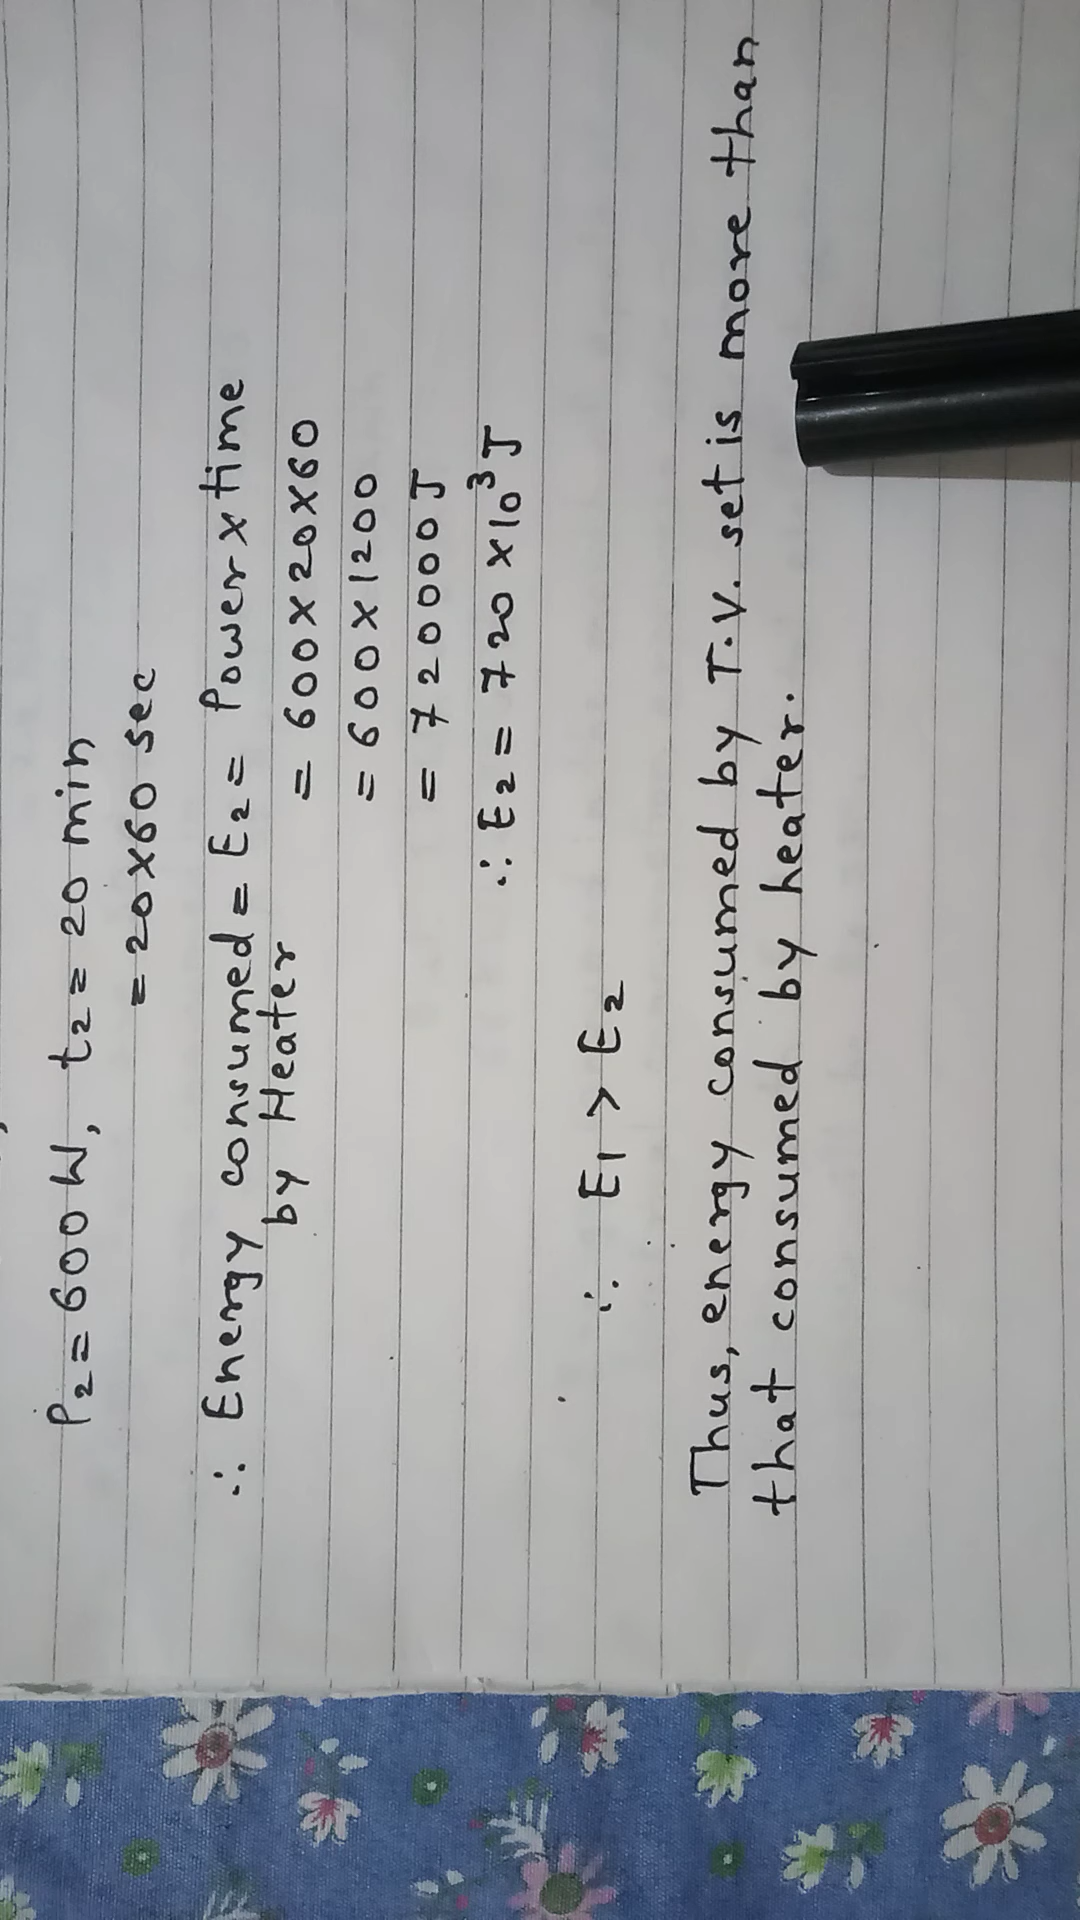 P₂ = 600 W, t₂ = 20 min
= 20×60 sec
∴ Energy consumed = E₂ = Power × time
by Heater = 600×20×60
= 600×1200
= 720000 J
∴ E₂ = 720 ×10³ J
∴ E₁ > E₂
Thus, energy consumed by T.V. set is more than
that consumed by heater.